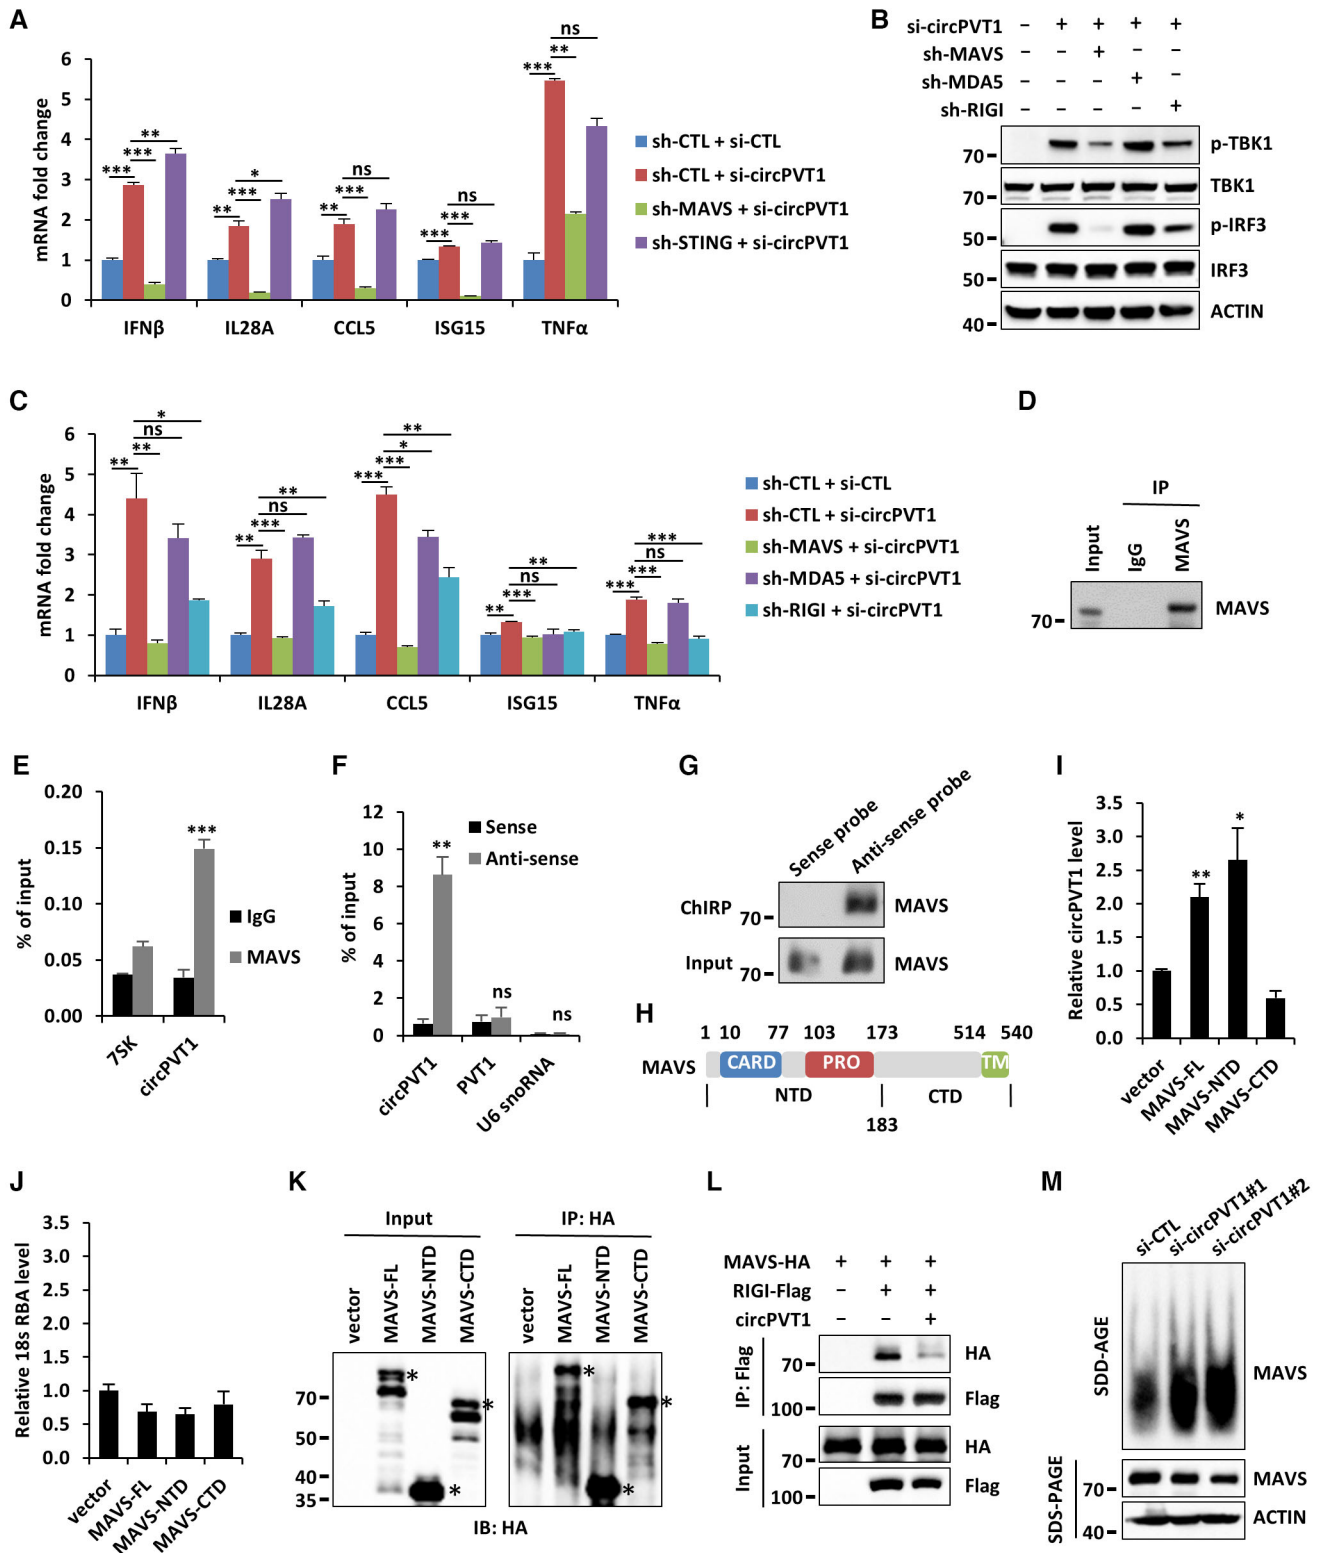 A
mRNA fold change
6
5
4
3
2
1
0
*** *** **
** *** *
** *** ns
*** *** ns
*** ** ns
IFNβ IL28A CCL5 ISG15 TNFα
sh-CTL + si-CTL
sh-CTL + si-circPVT1
sh-MAVS + si-circPVT1
sh-STING + si-circPVT1
B
si-circPVT1 – + + + +
sh-MAVS – – + – –
sh-MDA5 – – – + –
sh-RIGI – – – – +
70 p-TBK1
70 TBK1
50 p-IRF3
50 IRF3
40 ACTIN
C
mRNA fold change
6
5
4
3
2
1
0
** ** ns *
** *** ns **
*** *** * **
** *** ns **
*** *** ns ***
IFNβ IL28A CCL5 ISG15 TNFα
sh-CTL + si-CTL
sh-CTL + si-circPVT1
sh-MAVS + si-circPVT1
sh-MDA5 + si-circPVT1
sh-RIGI + si-circPVT1
D
IP
Input IgG MAVS
70 MAVS
E
% of input
0.20
0.15
0.10
0.05
0.00
***
IgG
MAVS
7SK circPVT1
F
% of input
12
10
8
6
4
2
0
** ns ns
Sense
Anti-sense
circPVT1 PVT1 U6 snoRNA
G
Sense probe Anti-sense probe
ChIRP 70 MAVS
Input 70 MAVS
H
1 10 77 103 173 514 540
MAVS CARD PRO TM
NTD CTD
183
I
Relative circPVT1 level
3.5
3.0
2.5
2.0
1.5
1.0
0.5
0.0
** *
vector MAVS-FL MAVS-NTD MAVS-CTD
J
Relative 18s RBA level
3.5
3.0
2.5
2.0
1.5
1.0
0.5
0.0
vector MAVS-FL MAVS-NTD MAVS-CTD
K
Input IP: HA
vector MAVS-FL MAVS-NTD MAVS-CTD vector MAVS-FL MAVS-NTD MAVS-CTD
70
50
40
35
* * * * * *
IB: HA
L
MAVS-HA + + +
RIGI-Flag – + +
circPVT1 – – +
IP: Flag
70 HA
100 Flag
Input
70 HA
100 Flag
M
si-CTL si-circPVT1#1 si-circPVT1#2
SDD-AGE MAVS
SDS-PAGE
70 MAVS
40 ACTIN